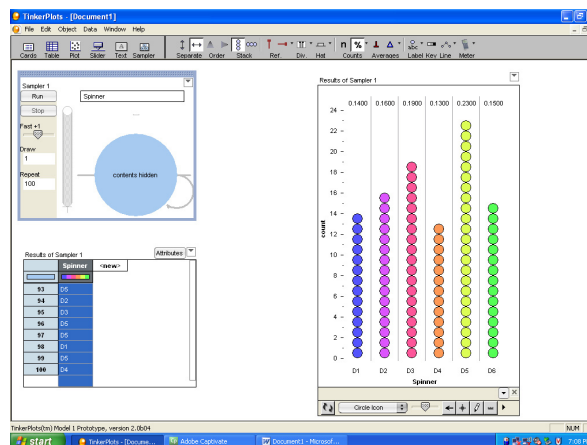 TinkerPlots - [Document1]
File Edit Object Data Window Help
Cards Table Plot Slider Text Sampler Separate Order Stack Ref. Div. Hat Counts Averages Label Key Line Meter
Sampler 1
Run Spinner
Stop
Fast +1
Draw
1
Repeat
100
contents hidden
Results of Sampler 1 Attributes
Spinner <new>
93 D5
94 D2
95 D3
96 D5
97 D5
98 D1
99 D5
100 D4
Results of Sampler 1
0.1400 0.1600 0.1900 0.1300 0.2300 0.1500
24
22
20
18
16
14
12
10
8
6
4
2
0
count
D1 D2 D3 D4 D5 D6
Spinner
Circle Icon
TinkerPlots(tm) Model 1 Prototype, version 2.0b04 NUM
start TinkerPlots - [Docume... Adobe Captivate Document1 - Microsof... 7:08 P